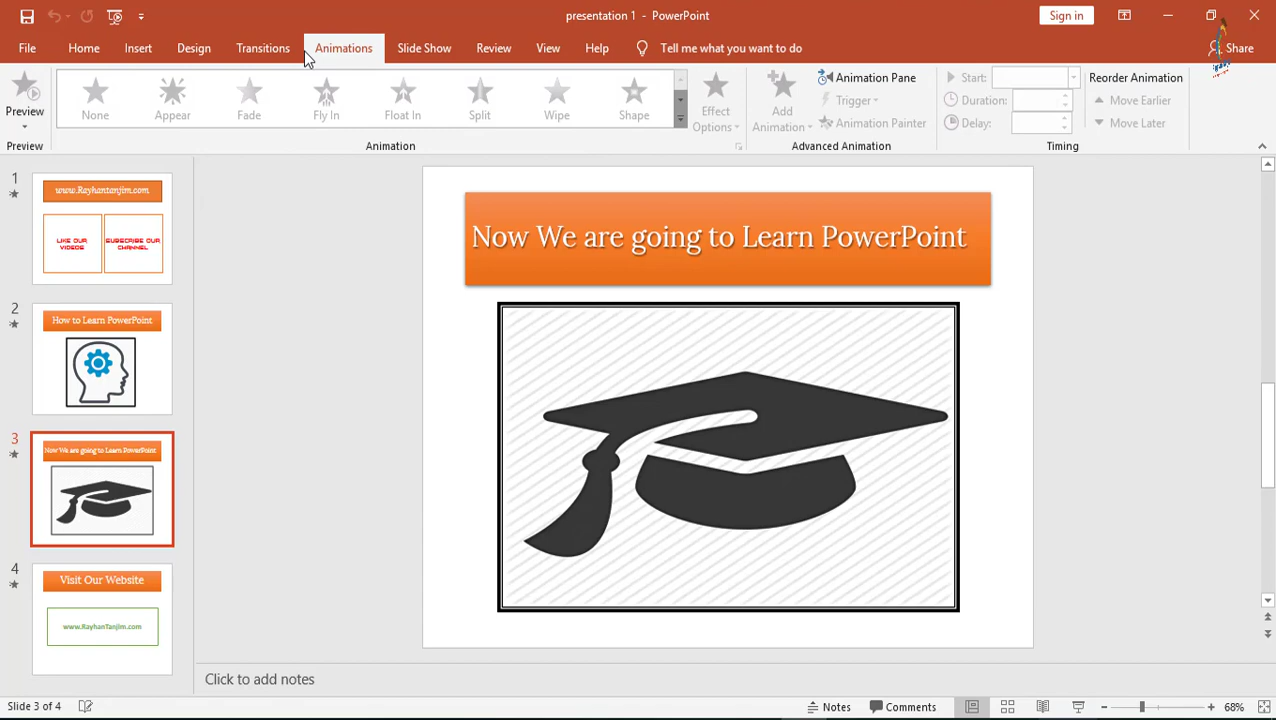 presentation 1 - PowerPoint
Sign in
File Home Insert Design Transitions Animations Slide Show Review View Help Tell me what you want to do Share
Preview
None Appear Fade Fly In Float In Split Wipe Shape
Effect Options
Add Animation
Animation Pane
Trigger
Animation Painter
Start:
Duration:
Delay:
Reorder Animation
Move Earlier
Move Later
Preview Animation Advanced Animation Timing
1
www.Rayhantanjim.com
LIKE OUR VIDEOS
SUBSCRIBE OUR CHANNEL
2
How to Learn PowerPoint
3
Now We are going to Learn PowerPoint
4
Visit Our Website
www.RayhanTanjim.com
Now We are going to Learn PowerPoint
Click to add notes
Slide 3 of 4 Notes Comments 68%